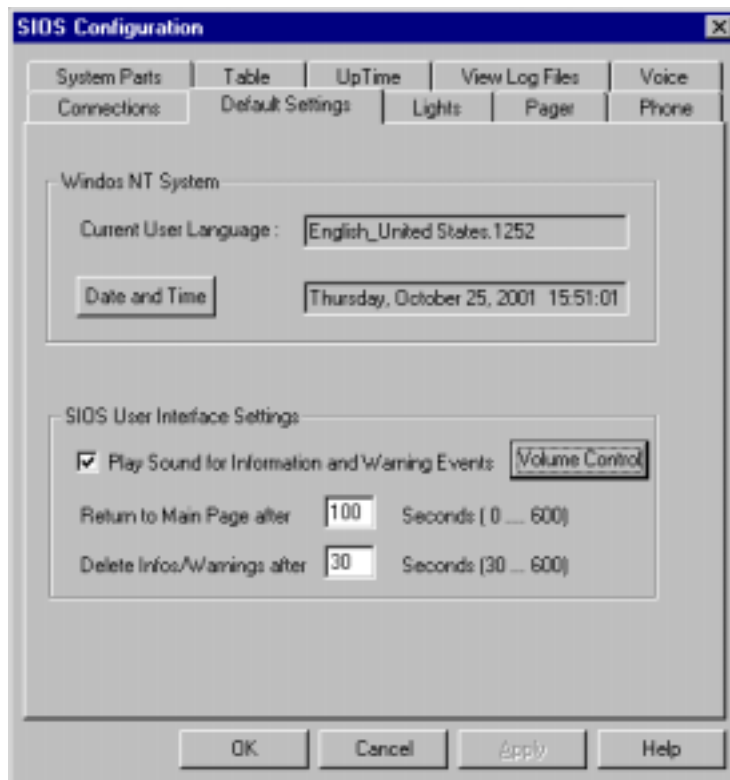 SIOS Configuration
System Parts Table UpTime View Log Files Voice
Connections Default Settings Lights Pager Phone
Windos NT System
Current User Language : English_United States.1252
Date and Time Thursday, October 25, 2001 15:51:01
SIOS User Interface Settings
Play Sound for Information and Warning Events Volume Control
Return to Main Page after 100 Seconds ( 0 .... 600)
Delete Infos/Warnings after 30 Seconds (30 ... 600)
OK Cancel Apply Help